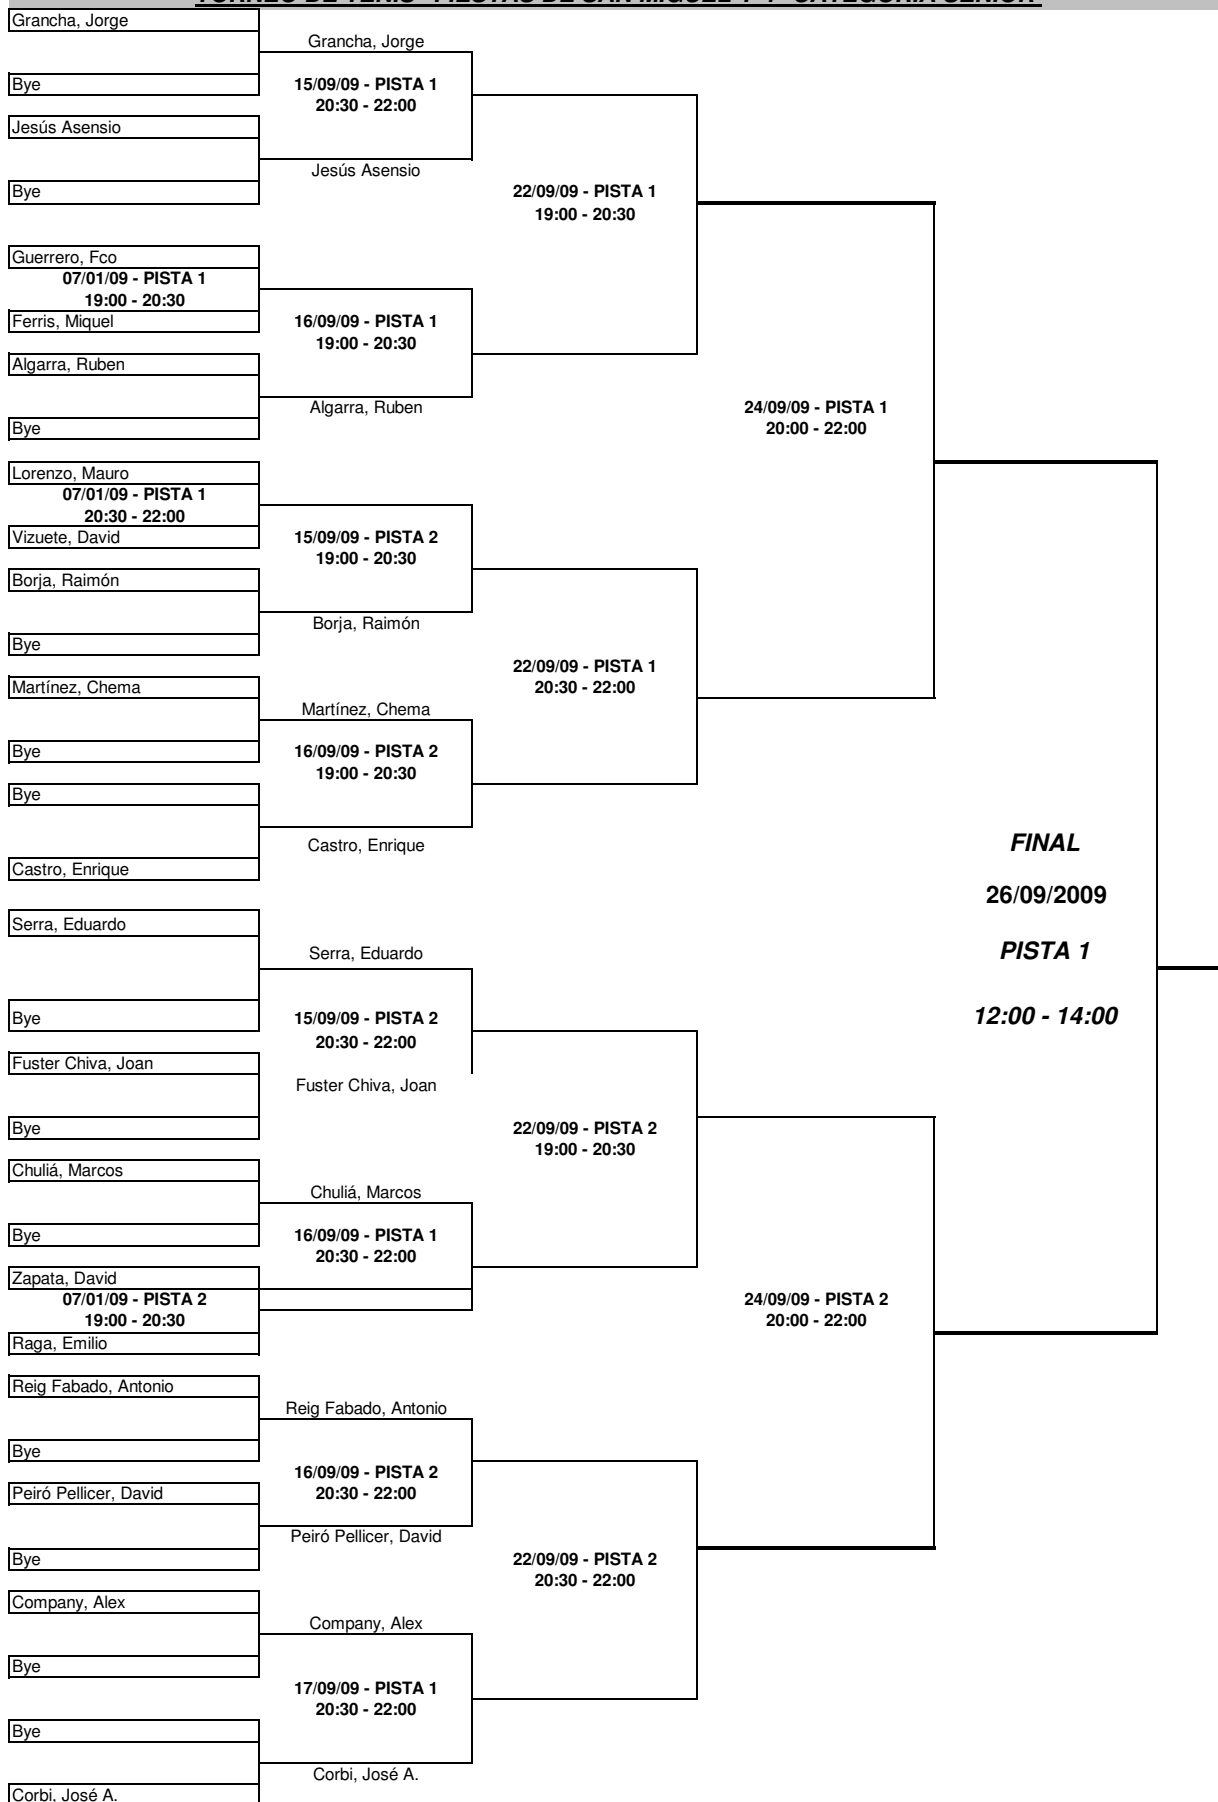 Grancha, Jorge
Grancha, Jorge
Bye
15/09/09 - PISTA 1
20:30 - 22:00
Jesús Asensio
Jesús Asensio
Bye
22/09/09 - PISTA 1
19:00 - 20:30
Guerrero, Fco
07/01/09 - PISTA 1
19:00 - 20:30
Ferris, Miquel
16/09/09 - PISTA 1
19:00 - 20:30
Algarra, Ruben
Algarra, Ruben
Bye
24/09/09 - PISTA 1
20:00 - 22:00
Lorenzo, Mauro
07/01/09 - PISTA 1
20:30 - 22:00
Vizuete, David
15/09/09 - PISTA 2
19:00 - 20:30
Borja, Raimón
Borja, Raimón
Bye
22/09/09 - PISTA 1
20:30 - 22:00
Martínez, Chema
Martínez, Chema
Bye
16/09/09 - PISTA 2
19:00 - 20:30
Bye
Castro, Enrique
Castro, Enrique
FINAL
26/09/2009
PISTA 1
12:00 - 14:00
Serra, Eduardo
Serra, Eduardo
Bye
15/09/09 - PISTA 2
20:30 - 22:00
Fuster Chiva, Joan
Fuster Chiva, Joan
Bye
22/09/09 - PISTA 2
19:00 - 20:30
Chuliá, Marcos
Chuliá, Marcos
Bye
16/09/09 - PISTA 1
20:30 - 22:00
Zapata, David
07/01/09 - PISTA 2
19:00 - 20:30
Raga, Emilio
24/09/09 - PISTA 2
20:00 - 22:00
Reig Fabado, Antonio
Reig Fabado, Antonio
Bye
16/09/09 - PISTA 2
20:30 - 22:00
Peiró Pellicer, David
Peiró Pellicer, David
Bye
22/09/09 - PISTA 2
20:30 - 22:00
Company, Alex
Company, Alex
Bye
17/09/09 - PISTA 1
20:30 - 22:00
Bye
Corbi, José A.
Corbi, José A.